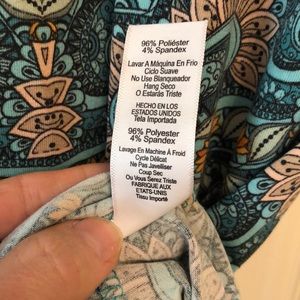 96% Poliéster
4% Spandex
Lavar A Máquina En Frio
Ciclo Suave
No Use Blanqueador
Hang Seco
O Estarás Triste
HECHO EN LOS
ESTADOS UNIDOS
Tela Importada
96% Polyester
4% Spandex
Lavage En Machine À Froid
Cycle Délicat
Ne Pas Javelliser
Coup Sec
Ou Vous Serez Triste
FABRIQUE AUX
ETATS-UNIS
Tissu Importé